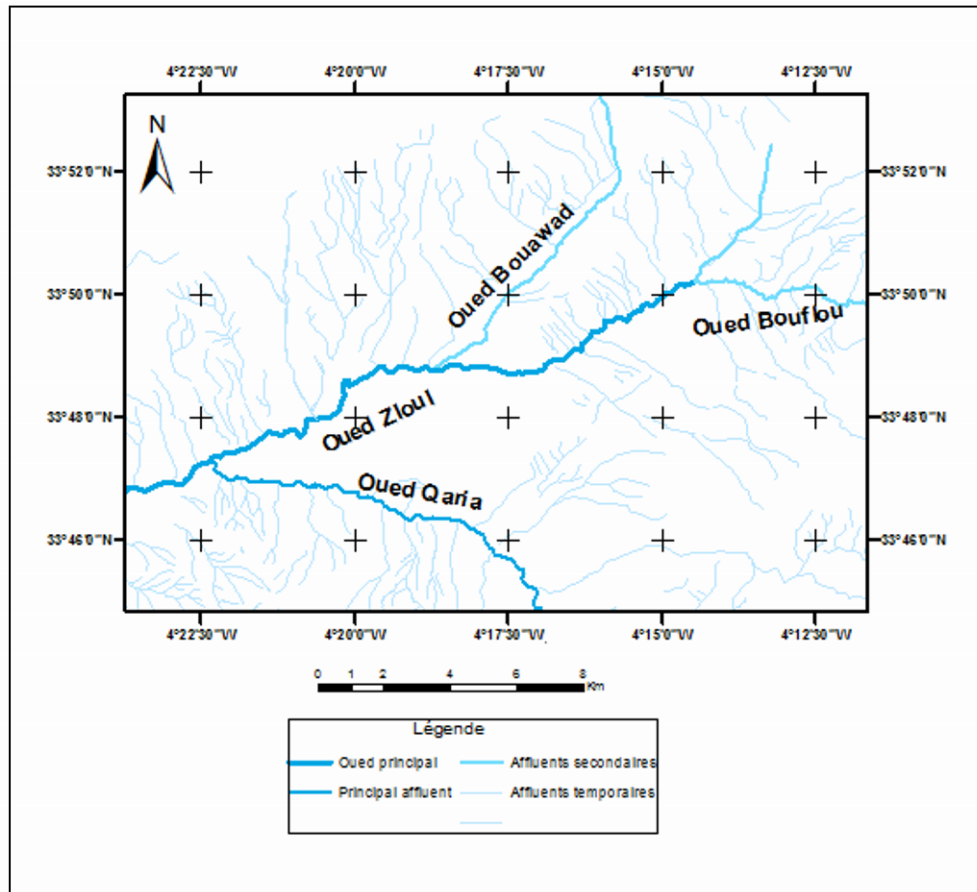 4°22'30"W 4°20'0"W 4°17'30"W 4°15'0"W 4°12'30"W
N
33°52'0"N 33°52'0"N
Oued Bouawad
33°50'0"N 33°50'0"N
Oued Bouflou
33°48'0"N 33°48'0"N
Oued Zloul
Oued Qaria
33°46'0"N 33°46'0"N
4°22'30"W 4°20'0"W 4°17'30"W 4°15'0"W 4°12'30"W
0 1 2 4 6 8
Km
Légende
Oued principal Affluents secondaires
Principal affluent Affluents temporaires